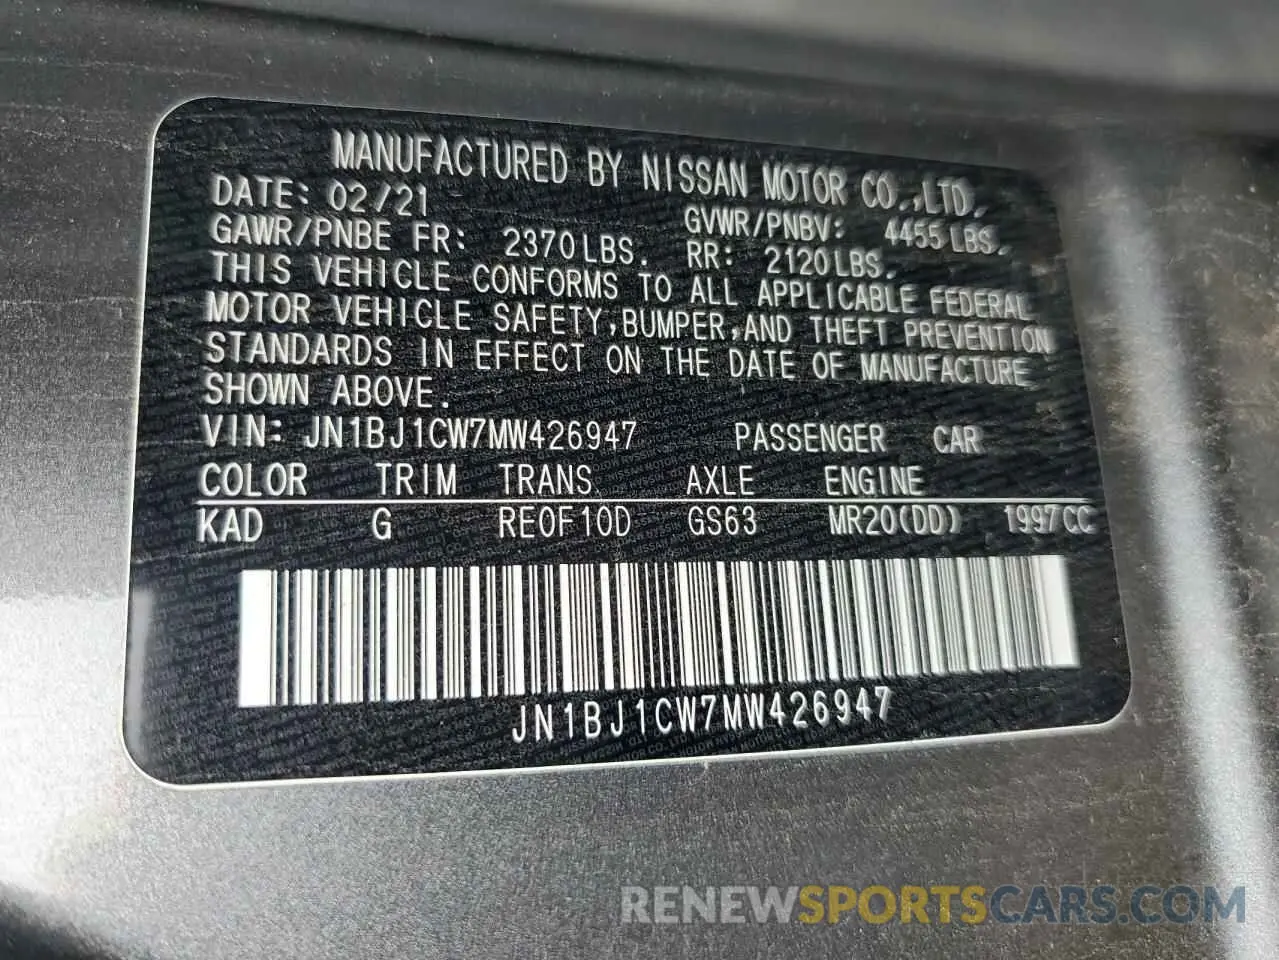 MANUFACTURED BY NISSAN MOTOR CO.,LTD.
DATE: 02/21 GVWR/PNBV: 4455 LBS.
GAWR/PNBE FR: 2370 LBS. RR: 2120 LBS.
THIS VEHICLE CONFORMS TO ALL APPLICABLE FEDERAL
MOTOR VEHICLE SAFETY,BUMPER,AND THEFT PREVENTION
STANDARDS IN EFFECT ON THE DATE OF MANUFACTURE
SHOWN ABOVE.
VIN: JN1BJ1CW7MW426947 PASSENGER CAR
COLOR TRIM TRANS AXLE ENGINE
KAD G RE0F10D GS63 MR20(DD) 1997CC
JN1BJ1CW7MW426947
RENEWSPORTSCARS.COM